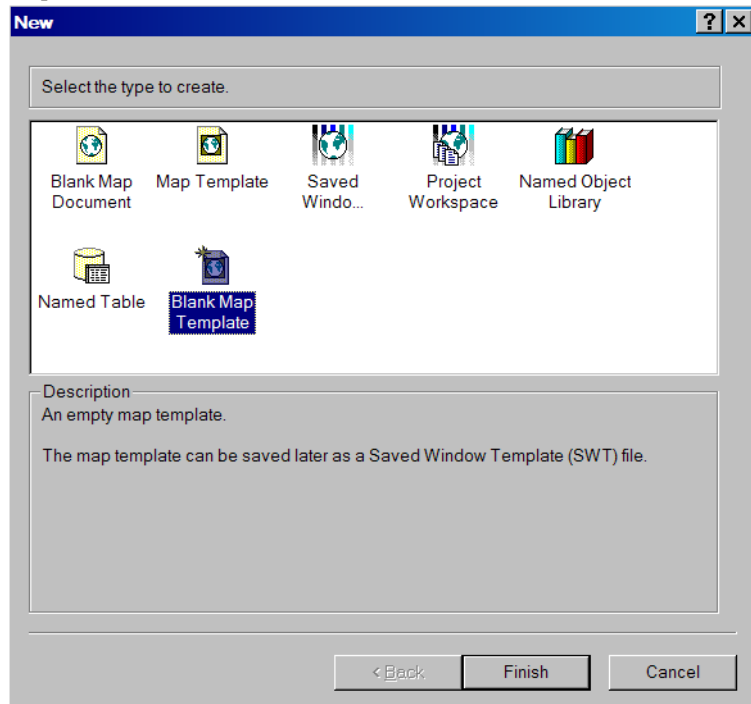 New
Select the type to create.
Blank Map Document
Map Template
Saved Windo...
Project Workspace
Named Object Library
Named Table
Blank Map Template
Description
An empty map template.
The map template can be saved later as a Saved Window Template (SWT) file.
< Back
Finish
Cancel